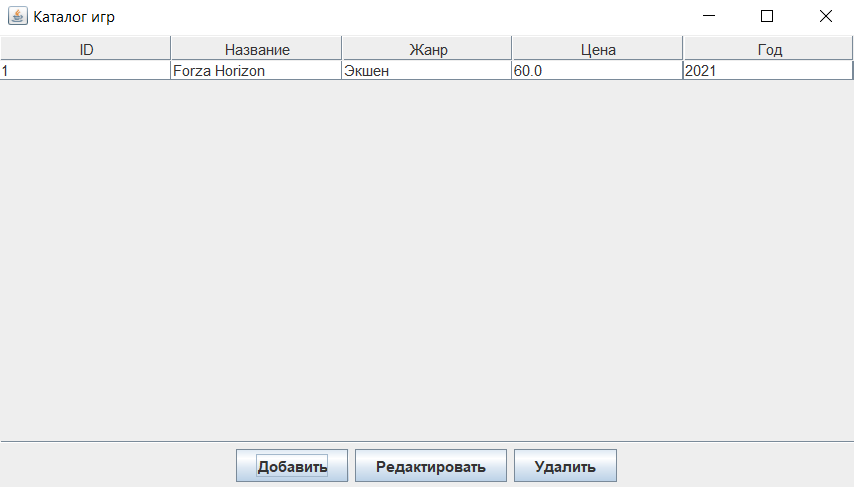 Каталог игр
ID Название Жанр Цена Год
1 Forza Horizon Экшен 60.0 2021
Добавить Редактировать Удалить